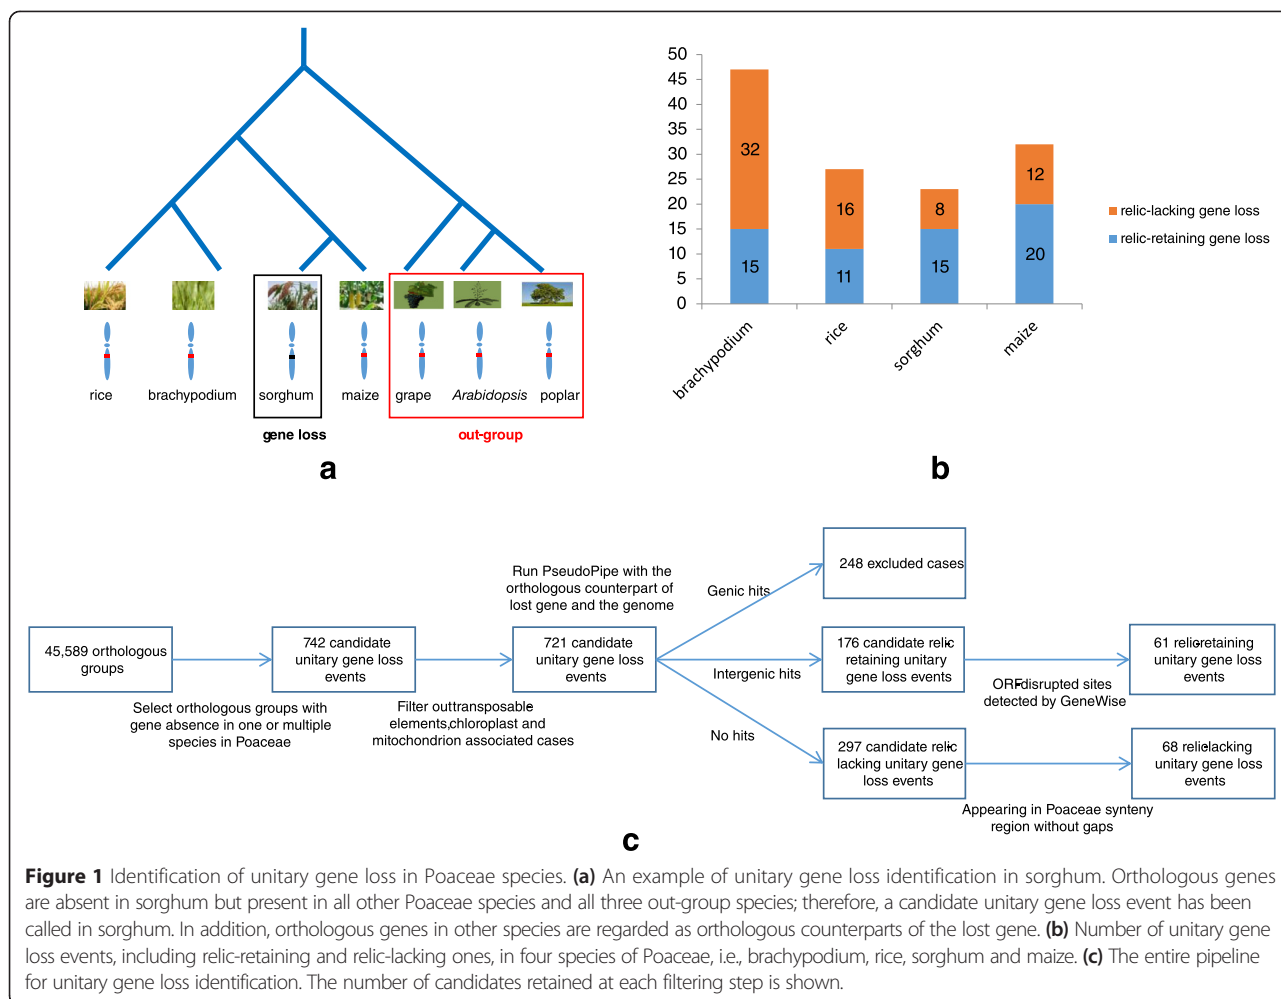 rice
brachypodium
sorghum
maize
grape
Arabidopsis
poplar
gene loss
out-group
a
50
45
40
35
30
25
20
15
10
5
0
32
15
16
11
8
15
12
20
brachypodium
rice
sorghum
maize
relic-lacking gene loss
relic-retaining gene loss
b
45,589 orthologous
groups
Select orthologous groups with
gene absence in one or multiple
species in Poaceae
742 candidate
unitary gene loss
events
Filter outtransposable
elements,chloroplast and
mitochondrion associated cases
Run PseudoPipe with the
orthologous counterpart of
lost gene and the genome
721 candidate
unitary gene loss
events
Genic hits
248 excluded cases
Intergenic hits
176 candidate relic-
retaining unitary
gene loss events
ORF-disrupted sites
detected by GeneWise
61 relic-retaining
unitary gene loss
events
No hits
297 candidate relic-
lacking unitary gene
loss events
Appearing in Poaceae synteny
region without gaps
68 relic-lacking
unitary gene loss
events
c
Figure 1 Identification of unitary gene loss in Poaceae species. (a) An example of unitary gene loss identification in sorghum. Orthologous genes
are absent in sorghum but present in all other Poaceae species and all three out-group species; therefore, a candidate unitary gene loss event has been
called in sorghum. In addition, orthologous genes in other species are regarded as orthologous counterparts of the lost gene. (b) Number of unitary gene
loss events, including relic-retaining and relic-lacking ones, in four species of Poaceae, i.e., brachypodium, rice, sorghum and maize. (c) The entire pipeline
for unitary gene loss identification. The number of candidates retained at each filtering step is shown.